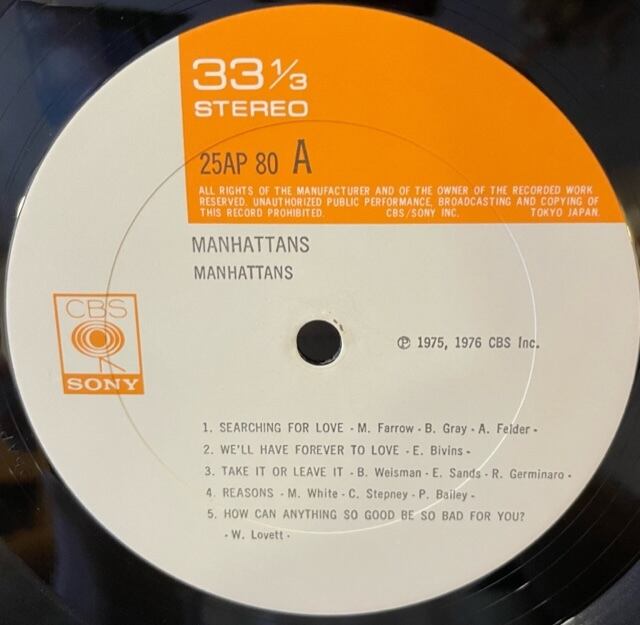 33 1/3
STEREO
25AP 80 A
ALL RIGHTS OF THE MANUFACTURER AND OF THE OWNER OF THE RECORDED WORK
RESERVED. UNAUTHORIZED PUBLIC PERFORMANCE, BROADCASTING AND COPYING OF
THIS RECORD PROHIBITED. CBS/SONY INC. TOKYO JAPAN.
MANHATTANS
MANHATTANS
CBS
SONY
℗ 1975, 1976 CBS Inc.
1. SEARCHING FOR LOVE - M. Farrow - B. Gray - A. Felder -
2. WE'LL HAVE FOREVER TO LOVE - E. Bivins -
3. TAKE IT OR LEAVE IT - B. Weisman - E. Sands - R. Germinaro -
4. REASONS - M. White - C. Stepney - P. Bailey -
5. HOW CAN ANYTHING SO GOOD BE SO BAD FOR YOU?
- W. Lovett -